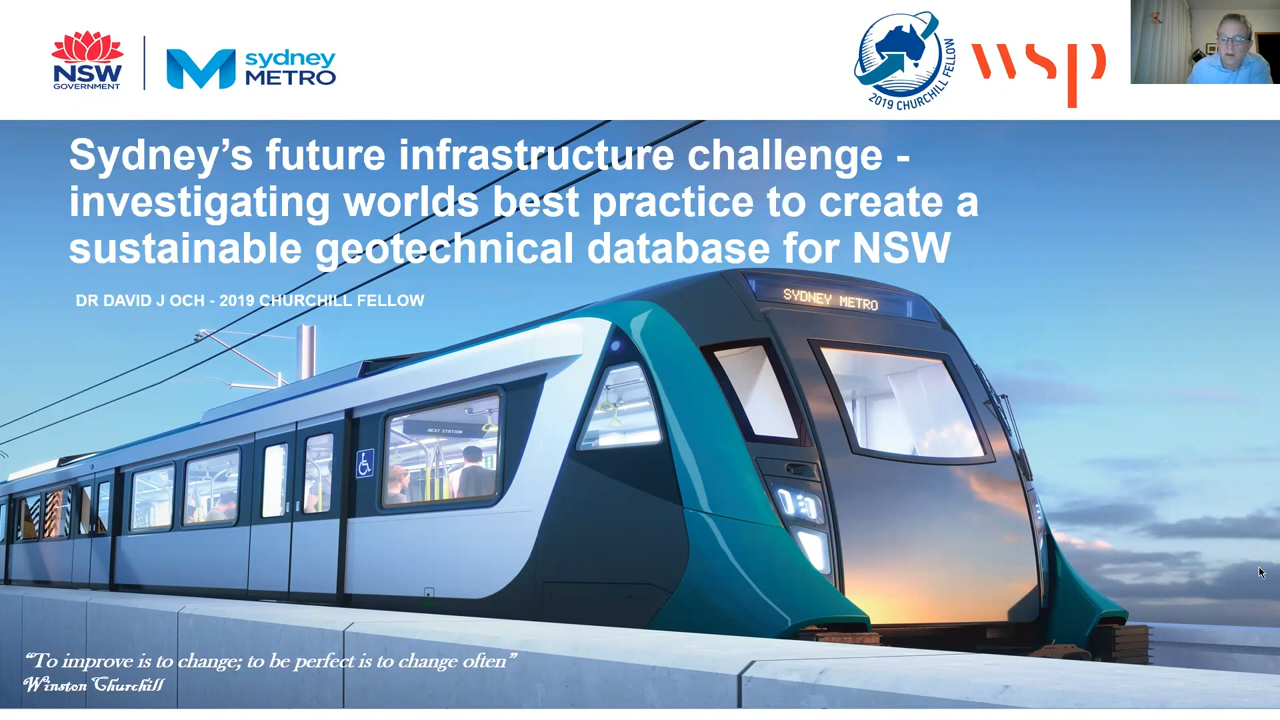 NSW
GOVERNMENT
sydney
METRO
2019 CHURCHILL FELLOW
wsp
Sydney's future infrastructure challenge -
investigating worlds best practice to create a
sustainable geotechnical database for NSW
DR DAVID J OCH - 2019 CHURCHILL FELLOW
SYDNEY METRO
NEXT STATION
“To improve is to change; to be perfect is to change often”
Winston Churchill